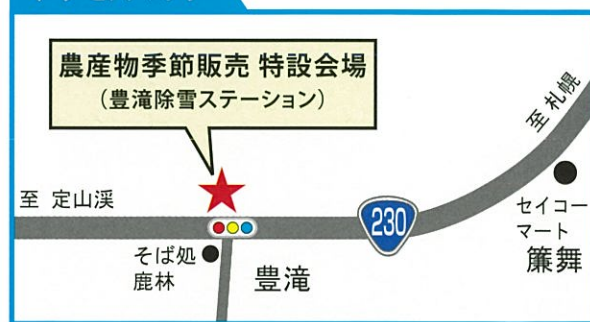 農産物季節販売 特設会場
(豊滝除雪ステーション)
至 札幌
至 定山渓
230
セイコー
マート
簾舞
そば処
鹿林
豊滝